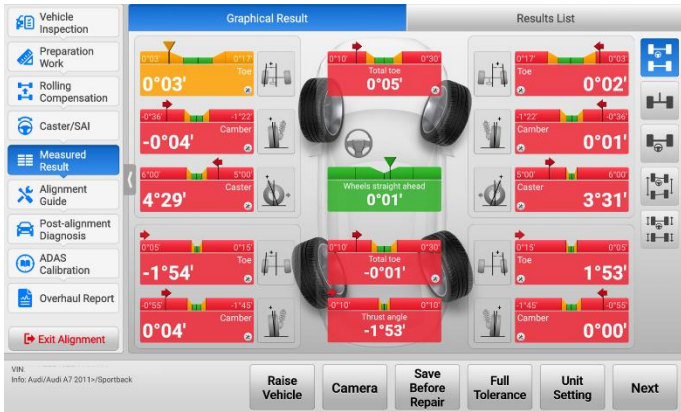 Vehicle
Inspection
Preparation
Work
Rolling
Compensation
Caster/SAI
Measured
Result
Alignment
Guide
Post-alignment
Diagnosis
ADAS
Calibration
Overhaul Report
Exit Alignment
Graphical Result
Results List
0°03' 0°17'
Toe
0°03'
0°10' 0°30'
Total toe
0°05'
0°17' 0°03'
Toe
0°02'
-0°36' -1°22'
Camber
-0°04'
-1°22' -0°36'
Camber
0°01'
6°00' 5°00'
Caster
4°29'
Wheels straight ahead
0°01'
5°00' 6°00'
Caster
3°31'
0°05' 0°15'
Toe
-1°54'
0°10' 0°30'
Total toe
-0°01'
0°15' 0°05'
Toe
1°53'
-0°55' -1°45'
Camber
0°04'
-0°10' 0°10'
Thrust angle
-1°53'
-1°45' -0°55'
Camber
0°00'
VIN:
Info: Audi/Audi A7 2011>/Sportback
Raise
Vehicle
Camera
Save
Before
Repair
Full
Tolerance
Unit
Setting
Next